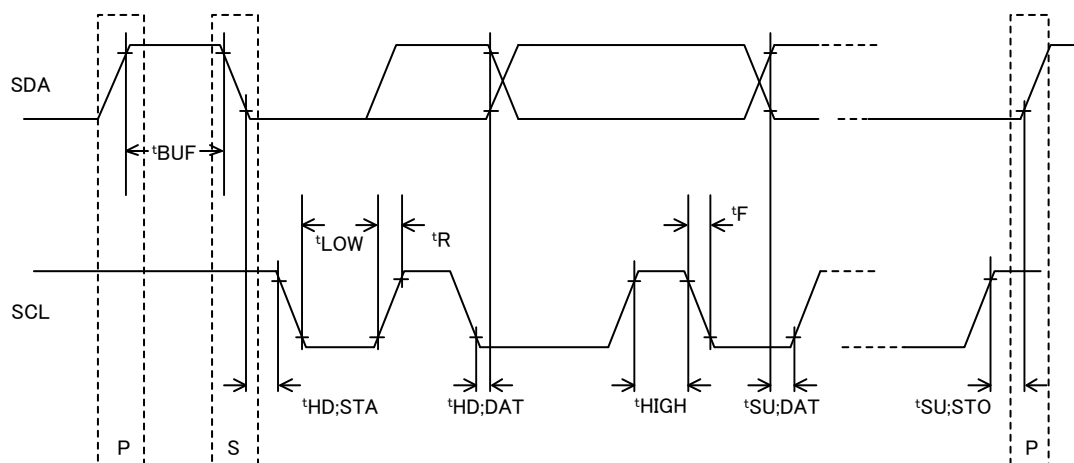 SDA
tBUF
tLOW
tR
tF
SCL
tHD;STA
tHD;DAT
tHIGH
tSU;DAT
tSU;STO
P
S
P